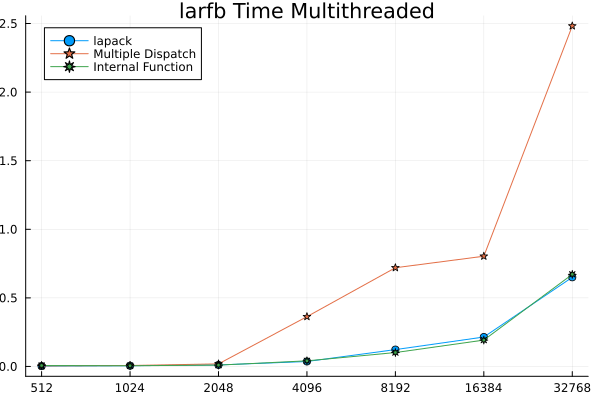 larfb Time Multithreaded
lapack
Multiple Dispatch
Internal Function
2.5
2.0
1.5
1.0
0.5
0.0
512 1024 2048 4096 8192 16384 32768